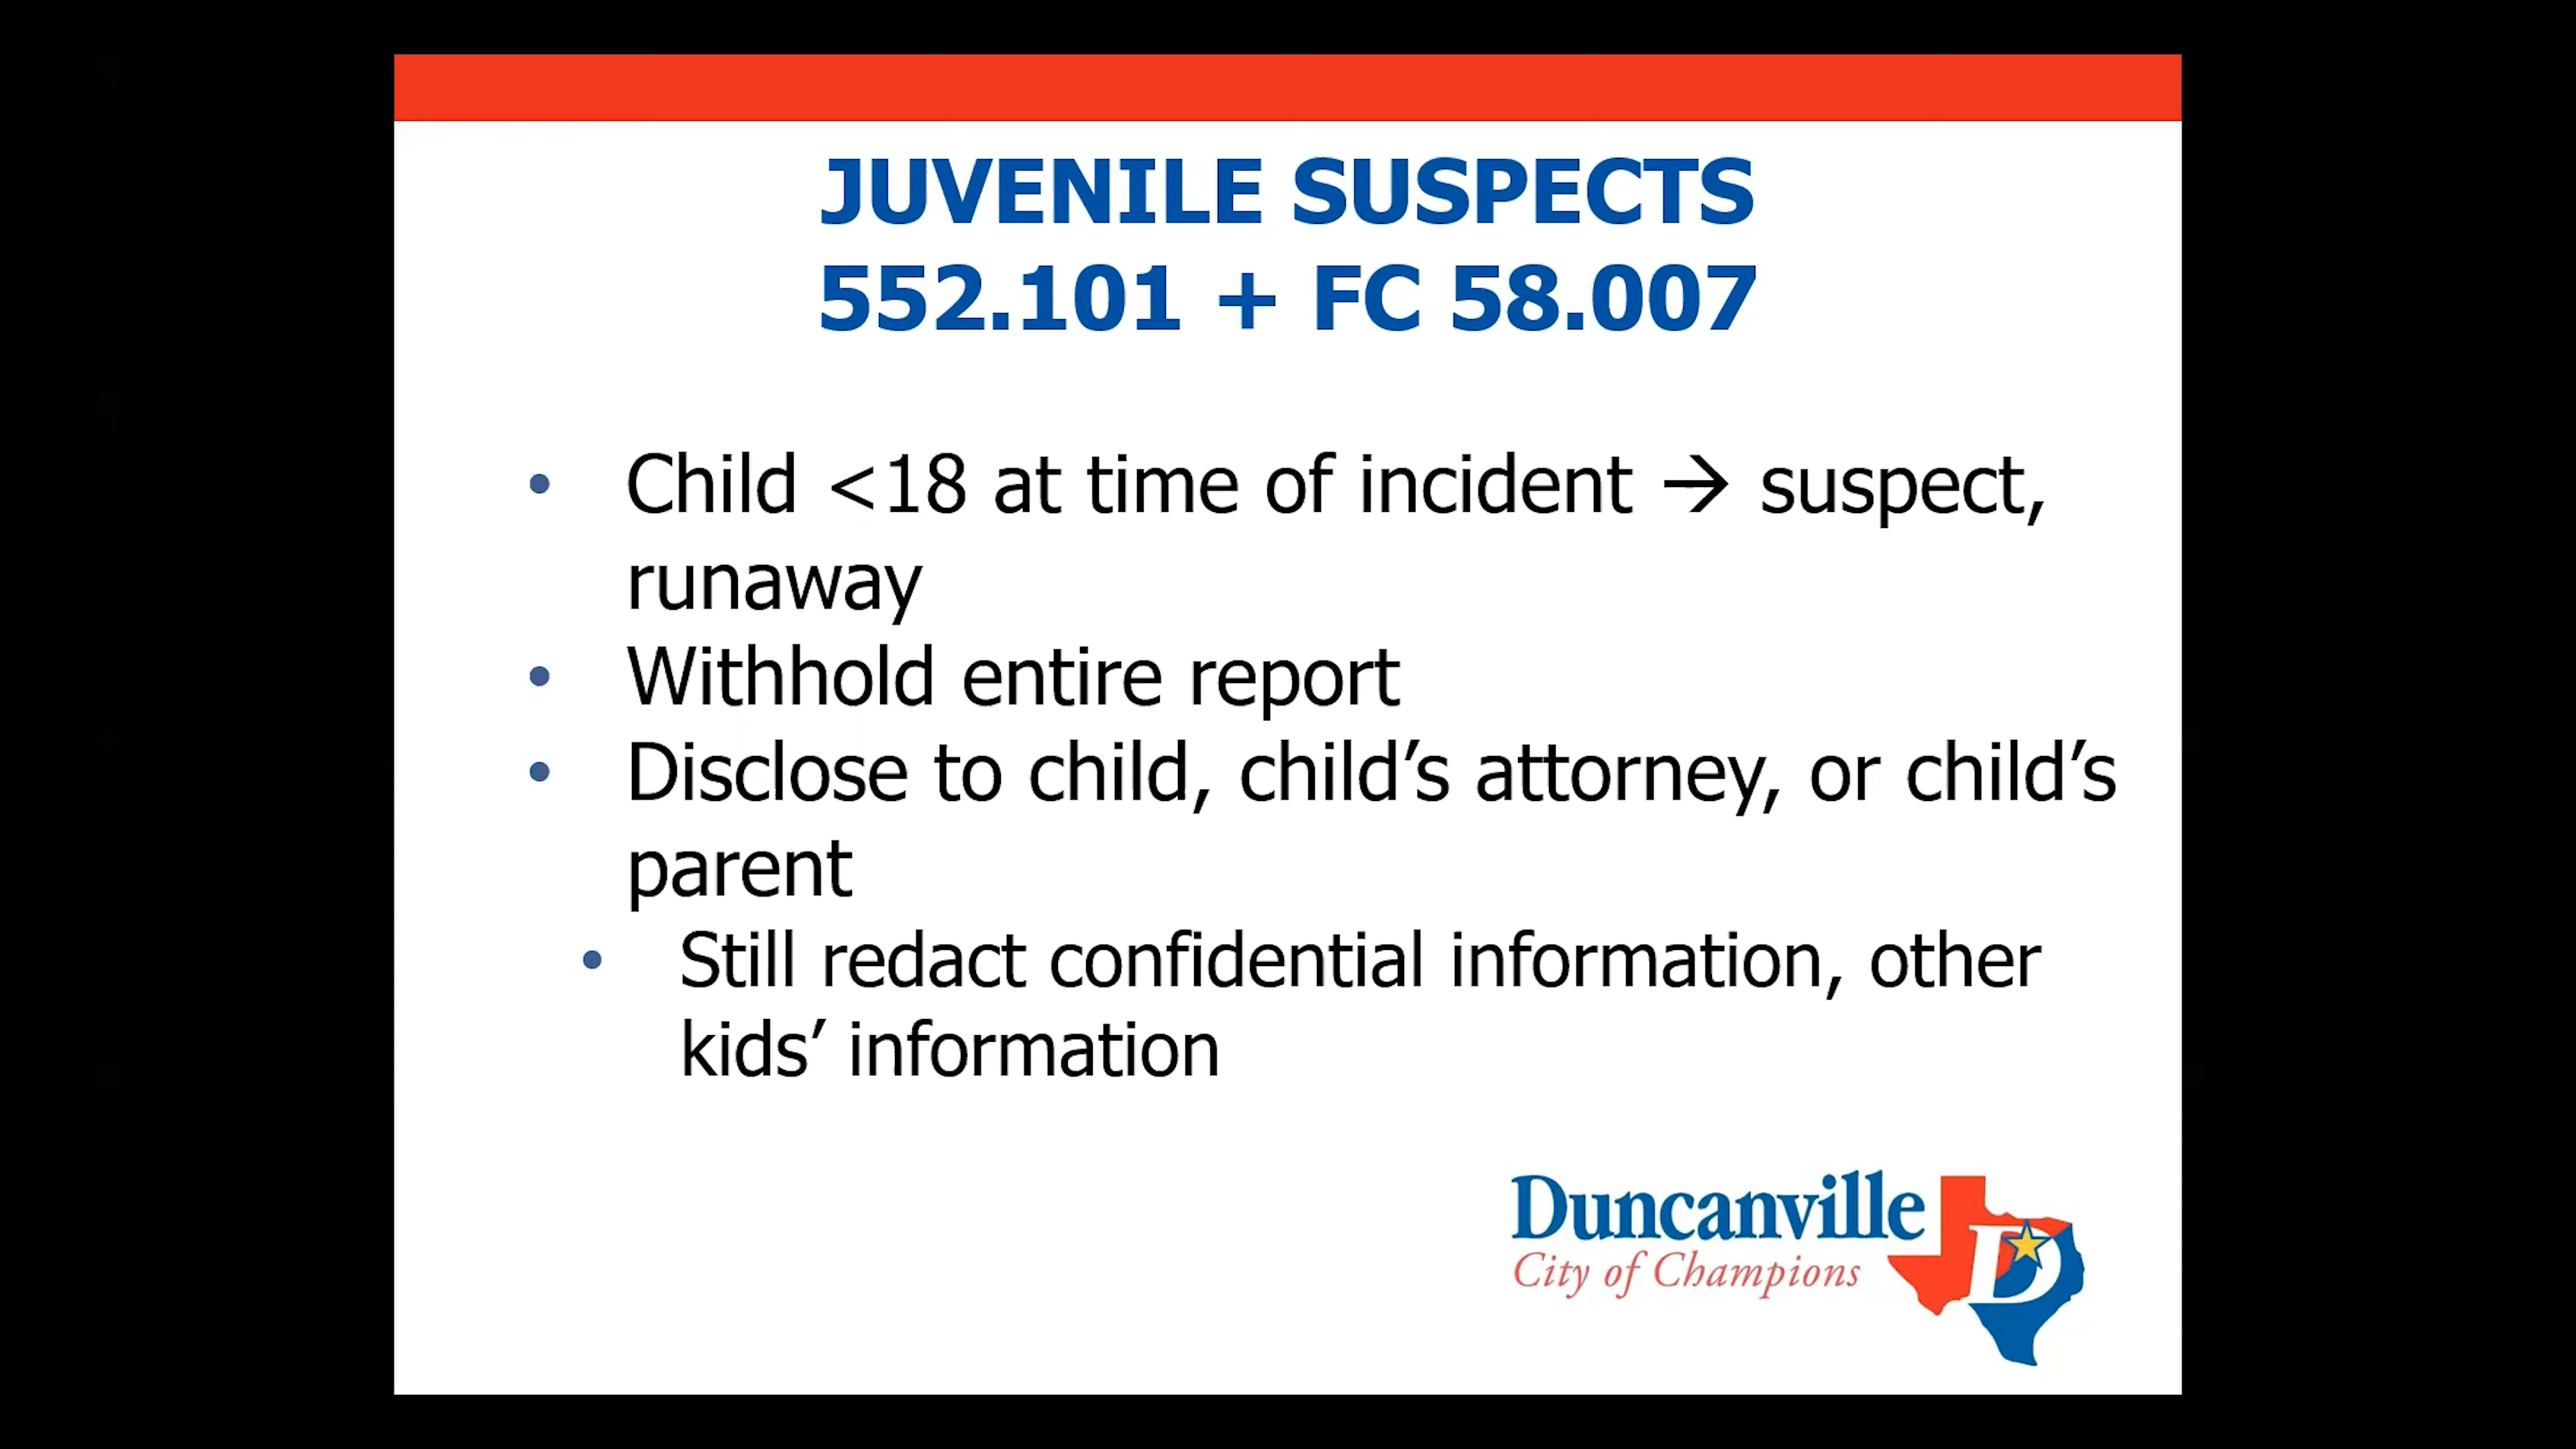 JUVENILE SUSPECTS
552.101 + FC 58.007
• Child <18 at time of incident → suspect,
runaway
• Withhold entire report
• Disclose to child, child’s attorney, or child’s
parent
• Still redact confidential information, other
kids’ information
Duncanville
City of Champions
D